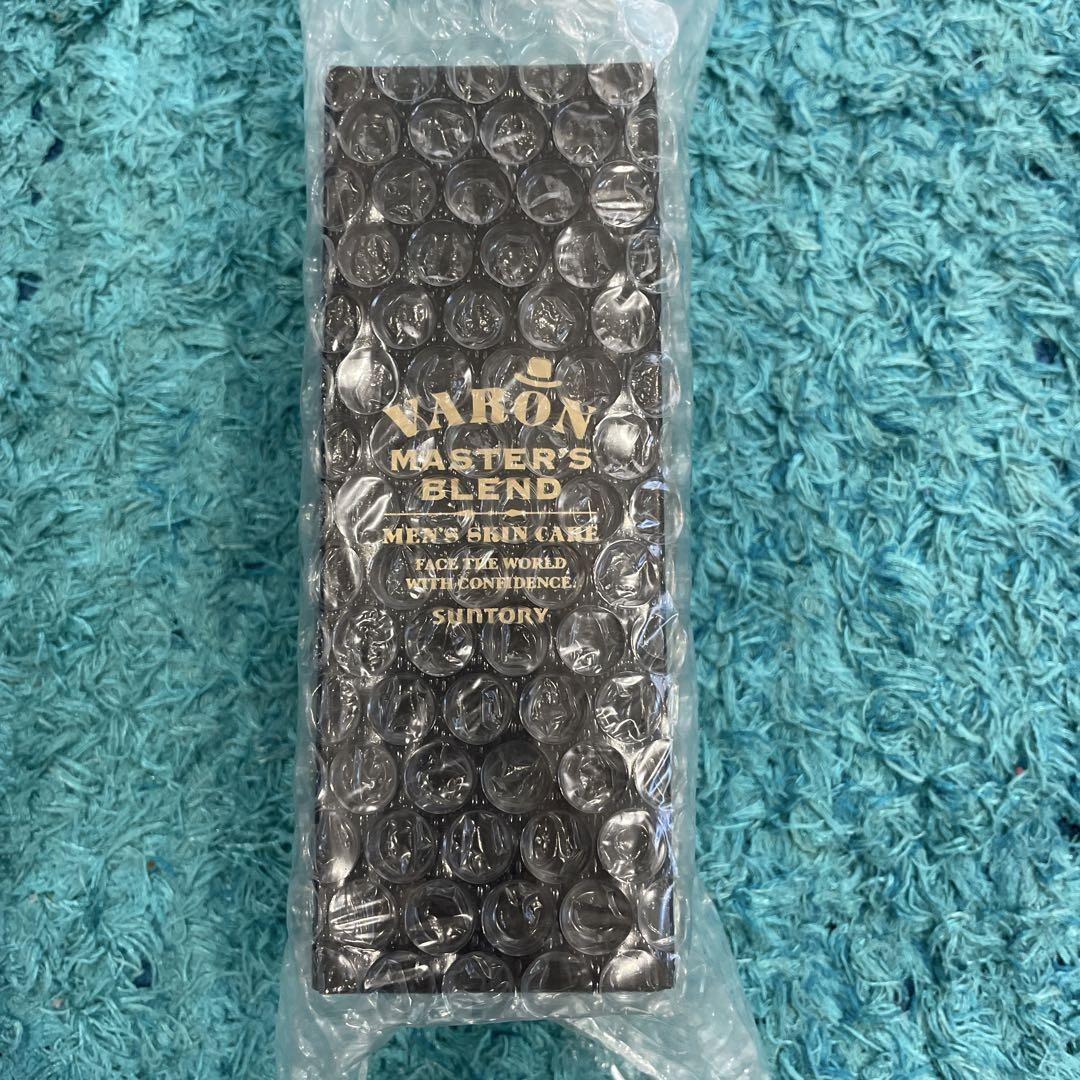 VARON
MASTER'S
BLEND
MEN'S SKIN CARE
FACE THE WORLD
WITH CONFIDENCE.
SUNTORY